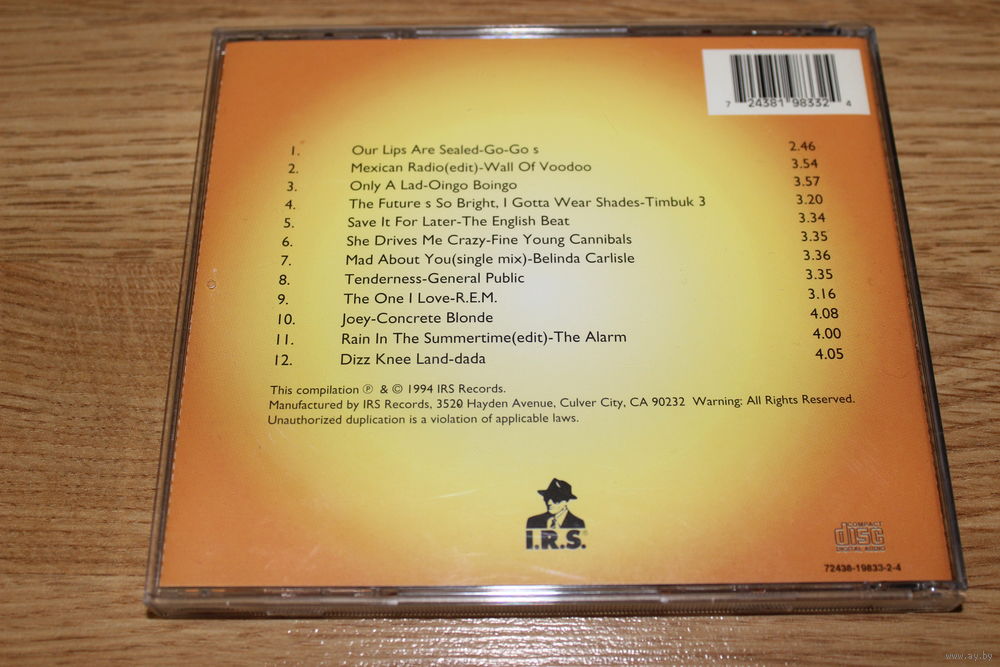 7 24381 98332 4
1. Our Lips Are Sealed-Go-Go s 2.46
2. Mexican Radio(edit)-Wall Of Voodoo 3.54
3. Only A Lad-Oingo Boingo 3.57
4. The Future s So Bright, I Gotta Wear Shades-Timbuk 3 3.20
5. Save It For Later-The English Beat 3.34
6. She Drives Me Crazy-Fine Young Cannibals 3.35
7. Mad About You(single mix)-Belinda Carlisle 3.36
8. Tenderness-General Public 3.35
9. The One I Love-R.E.M. 3.16
10. Joey-Concrete Blonde 4.08
11. Rain In The Summertime(edit)-The Alarm 4.00
12. Dizz Knee Land-dada 4.05
This compilation ℗ & © 1994 IRS Records.
Manufactured by IRS Records, 3520 Hayden Avenue, Culver City, CA 90232 Warning: All Rights Reserved.
Unauthorized duplication is a violation of applicable laws.
I.R.S.
COMPACT
disc
DIGITAL AUDIO
72438-19833-2-4
www.ay.by